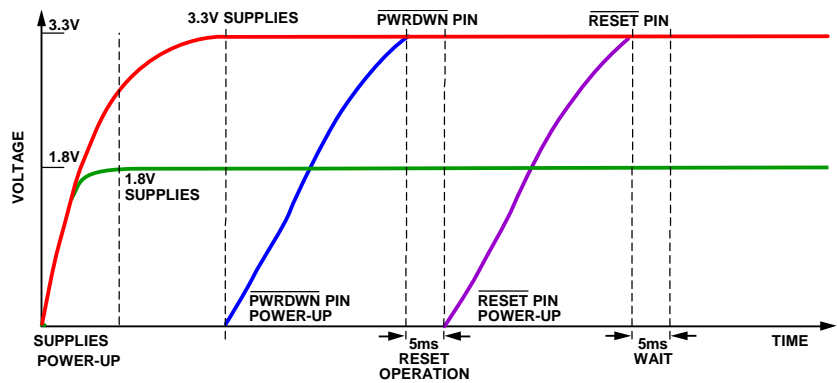 3.3V
3.3V SUPPLIES
PWRDWN PIN
RESET PIN
VOLTAGE
1.8V
1.8V
SUPPLIES
PWRDWN PIN
POWER-UP
RESET PIN
POWER-UP
SUPPLIES
POWER-UP
5ms
RESET
OPERATION
5ms
WAIT
TIME